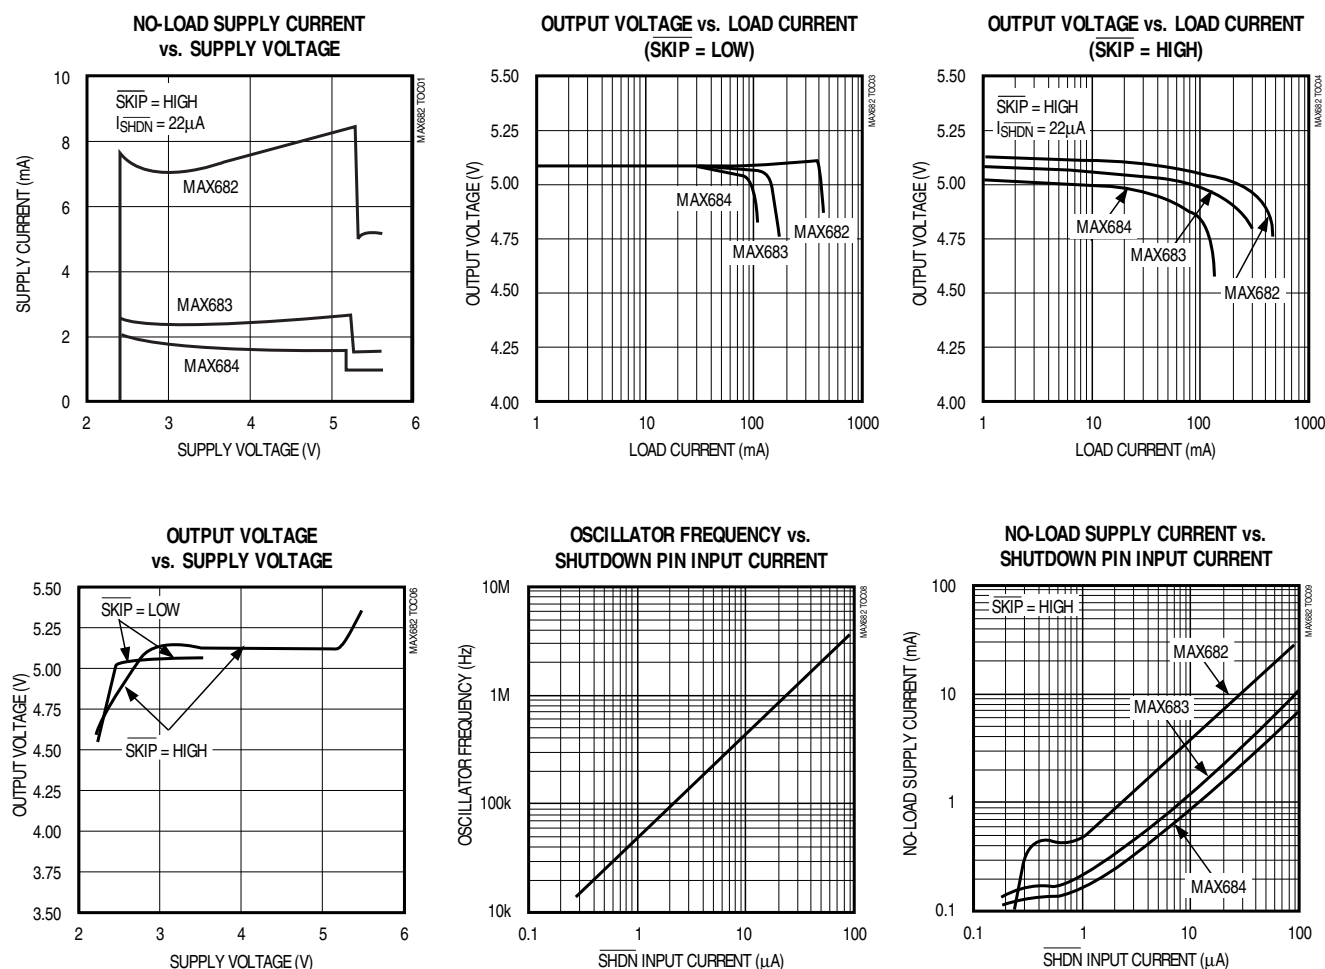 NO-LOAD SUPPLY CURRENT
vs. SUPPLY VOLTAGE
10
8
6
4
2
0
SUPPLY CURRENT (mA)
SKIP = HIGH
ISHDN = 22μA
MAX682
MAX683
MAX684
MAX682 TOC01
2
3
4
5
6
SUPPLY VOLTAGE (V)
OUTPUT VOLTAGE vs. LOAD CURRENT
(SKIP = LOW)
5.50
5.25
5.00
4.75
4.50
4.25
4.00
OUTPUT VOLTAGE (V)
MAX684
MAX682
MAX683
MAX682 TOC03
1
10
100
1000
LOAD CURRENT (mA)
OUTPUT VOLTAGE vs. LOAD CURRENT
(SKIP = HIGH)
5.50
5.25
5.00
4.75
4.50
4.25
4.00
OUTPUT VOLTAGE (V)
SKIP = HIGH
ISHDN = 22μA
MAX684
MAX683
MAX682
MAX682 TOC04
1
10
100
1000
LOAD CURRENT (mA)
OUTPUT VOLTAGE
vs. SUPPLY VOLTAGE
5.50
5.25
5.00
4.75
4.50
4.25
4.00
3.75
3.50
OUTPUT VOLTAGE (V)
SKIP = LOW
SKIP = HIGH
MAX682 TOC06
2
3
4
5
6
SUPPLY VOLTAGE (V)
OSCILLATOR FREQUENCY vs.
SHUTDOWN PIN INPUT CURRENT
10M
1M
100k
10k
OSCILLATOR FREQUENCY (Hz)
MAX682 TOC08
0.1
1
10
100
SHDN INPUT CURRENT (μA)
NO-LOAD SUPPLY CURRENT vs.
SHUTDOWN PIN INPUT CURRENT
100
10
1
0.1
NO-LOAD SUPPLY CURRENT (mA)
SKIP = HIGH
MAX682
MAX683
MAX684
MAX682 TOC09
0.1
1
10
100
SHDN INPUT CURRENT (μA)